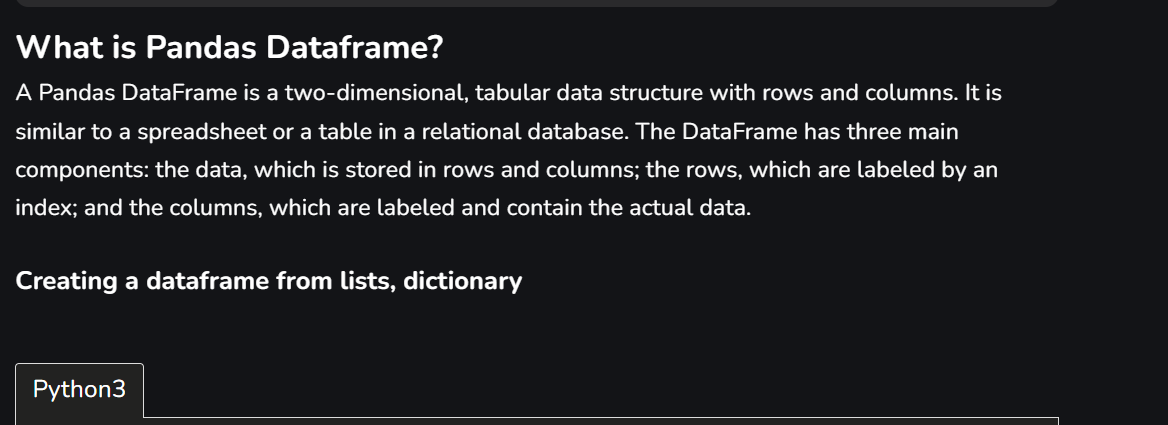 What is Pandas Dataframe?
A Pandas DataFrame is a two-dimensional, tabular data structure with rows and columns. It is
similar to a spreadsheet or a table in a relational database. The DataFrame has three main
components: the data, which is stored in rows and columns; the rows, which are labeled by an
index; and the columns, which are labeled and contain the actual data.
Creating a dataframe from lists, dictionary
Python3